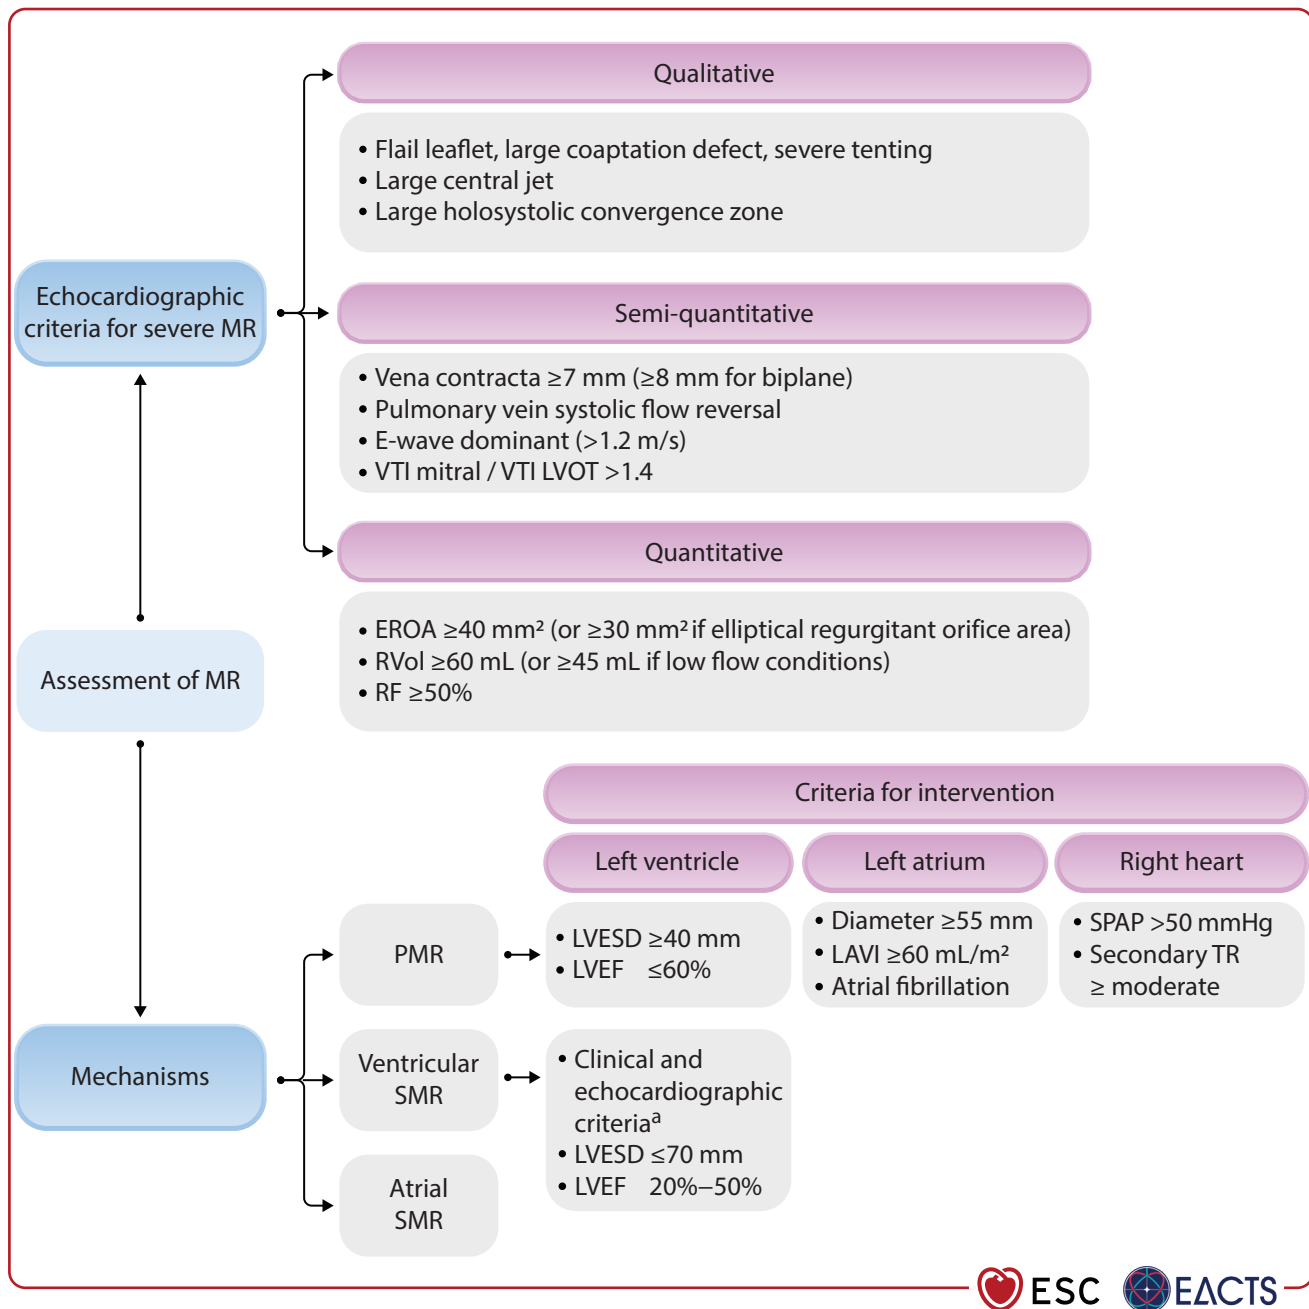 Qualitative
• Flail leaflet, large coaptation defect, severe tenting
• Large central jet
• Large holosystolic convergence zone
Echocardiographic
criteria for severe MR
Semi-quantitative
• Vena contracta ≥7 mm (≥8 mm for biplane)
• Pulmonary vein systolic flow reversal
• E-wave dominant (>1.2 m/s)
• VTI mitral / VTI LVOT >1.4
Quantitative
• EROA ≥40 mm² (or ≥30 mm² if elliptical regurgitant orifice area)
• RVol ≥60 mL (or ≥45 mL if low flow conditions)
• RF ≥50%
Assessment of MR
Criteria for intervention
Left ventricle
Left atrium
Right heart
Mechanisms
PMR
• LVESD ≥40 mm
• LVEF ≤60%
• Diameter ≥55 mm
• LAVI ≥60 mL/m²
• Atrial fibrillation
• SPAP >50 mmHg
• Secondary TR
≥ moderate
Ventricular
SMR
• Clinical and
echocardiographic
criteriaᵃ
• LVESD ≤70 mm
• LVEF 20%–50%
Atrial
SMR
ESC
EACTS